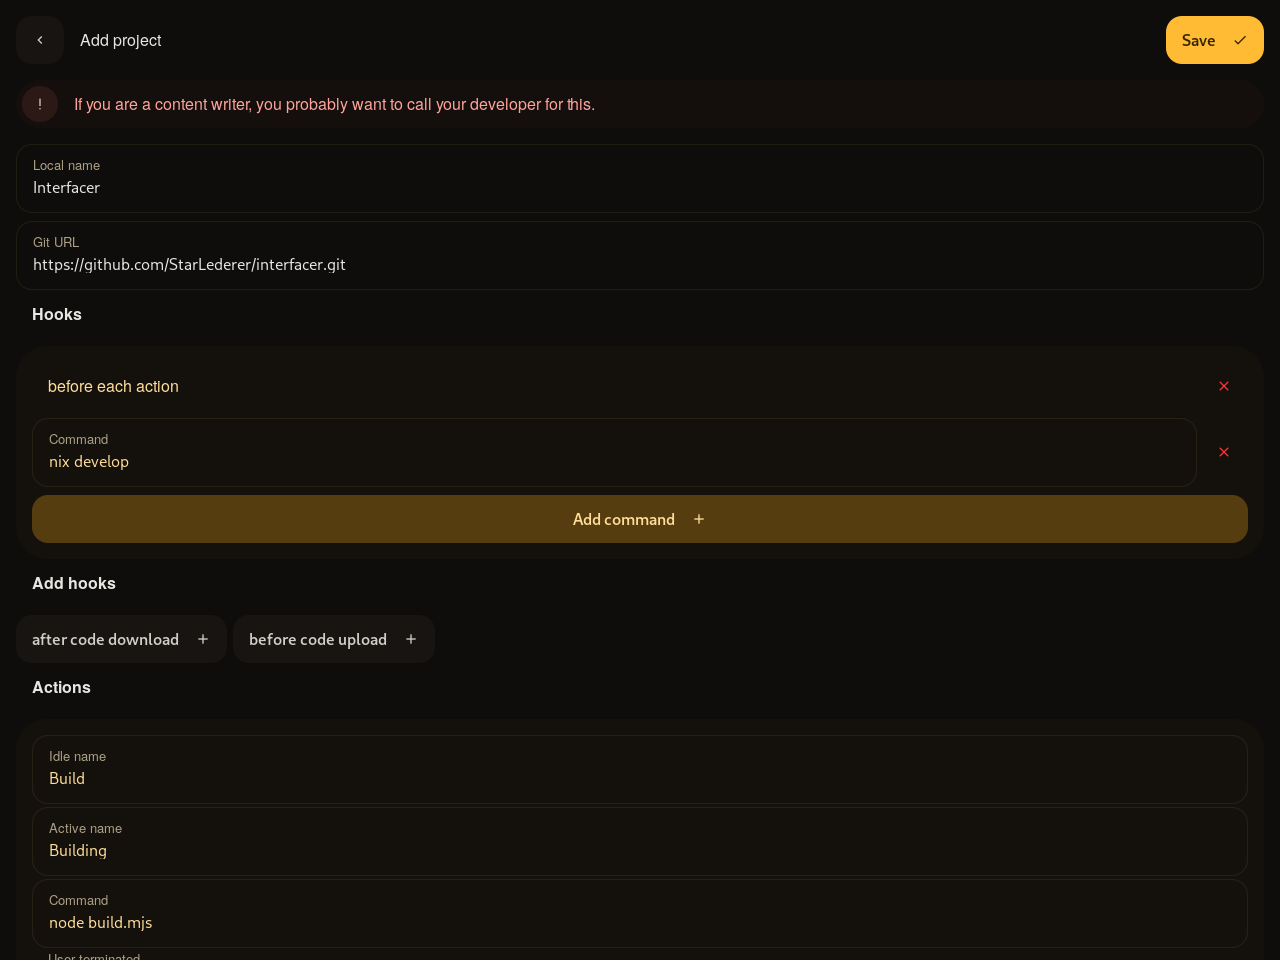 Add project
Save
If you are a content writer, you probably want to call your developer for this.
Local name
Interfacer
Git URL
https://github.com/StarLederer/interfacer.git
Hooks
before each action
Command
nix develop
Add command +
Add hooks
after code download +
before code upload +
Actions
Idle name
Build
Active name
Building
Command
node build.mjs
User terminated